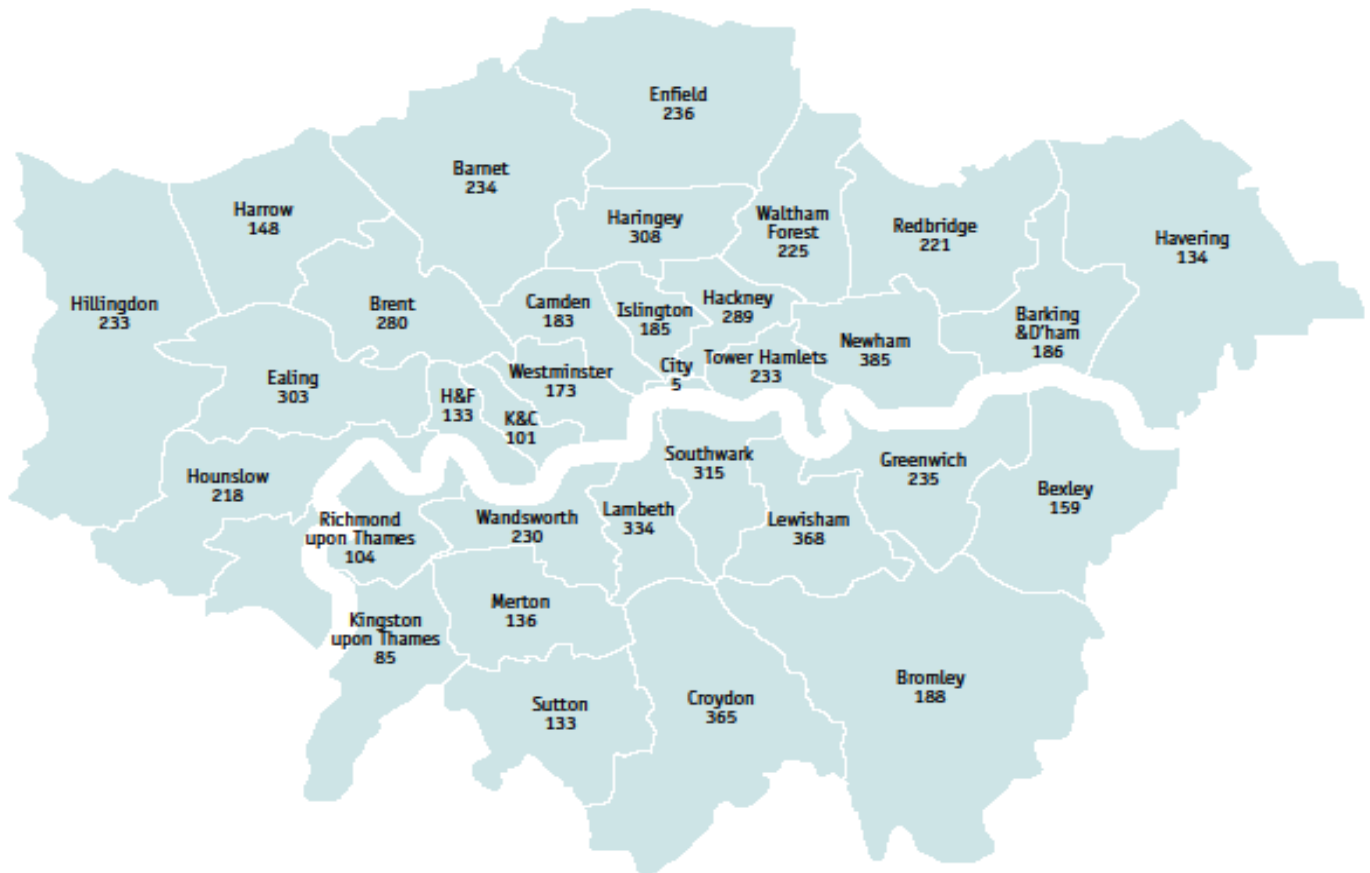 Enfield
236
Barnet
234
Harrow
148
Haringey
308
Waltham
Forest
225
Redbridge
221
Havering
134
Hillingdon
233
Brent
280
Camden
183
Islington
185
Hackney
289
Barking
&D'ham
186
Newham
385
Ealing
303
Westminster
173
City
5
Tower Hamlets
233
H&F
133
K&C
101
Hounslow
218
Southwark
315
Greenwich
235
Bexley
159
Richmond
upon Thames
104
Wandsworth
230
Lambeth
334
Lewisham
368
Merton
136
Kingston
upon Thames
85
Sutton
133
Croydon
365
Bromley
188